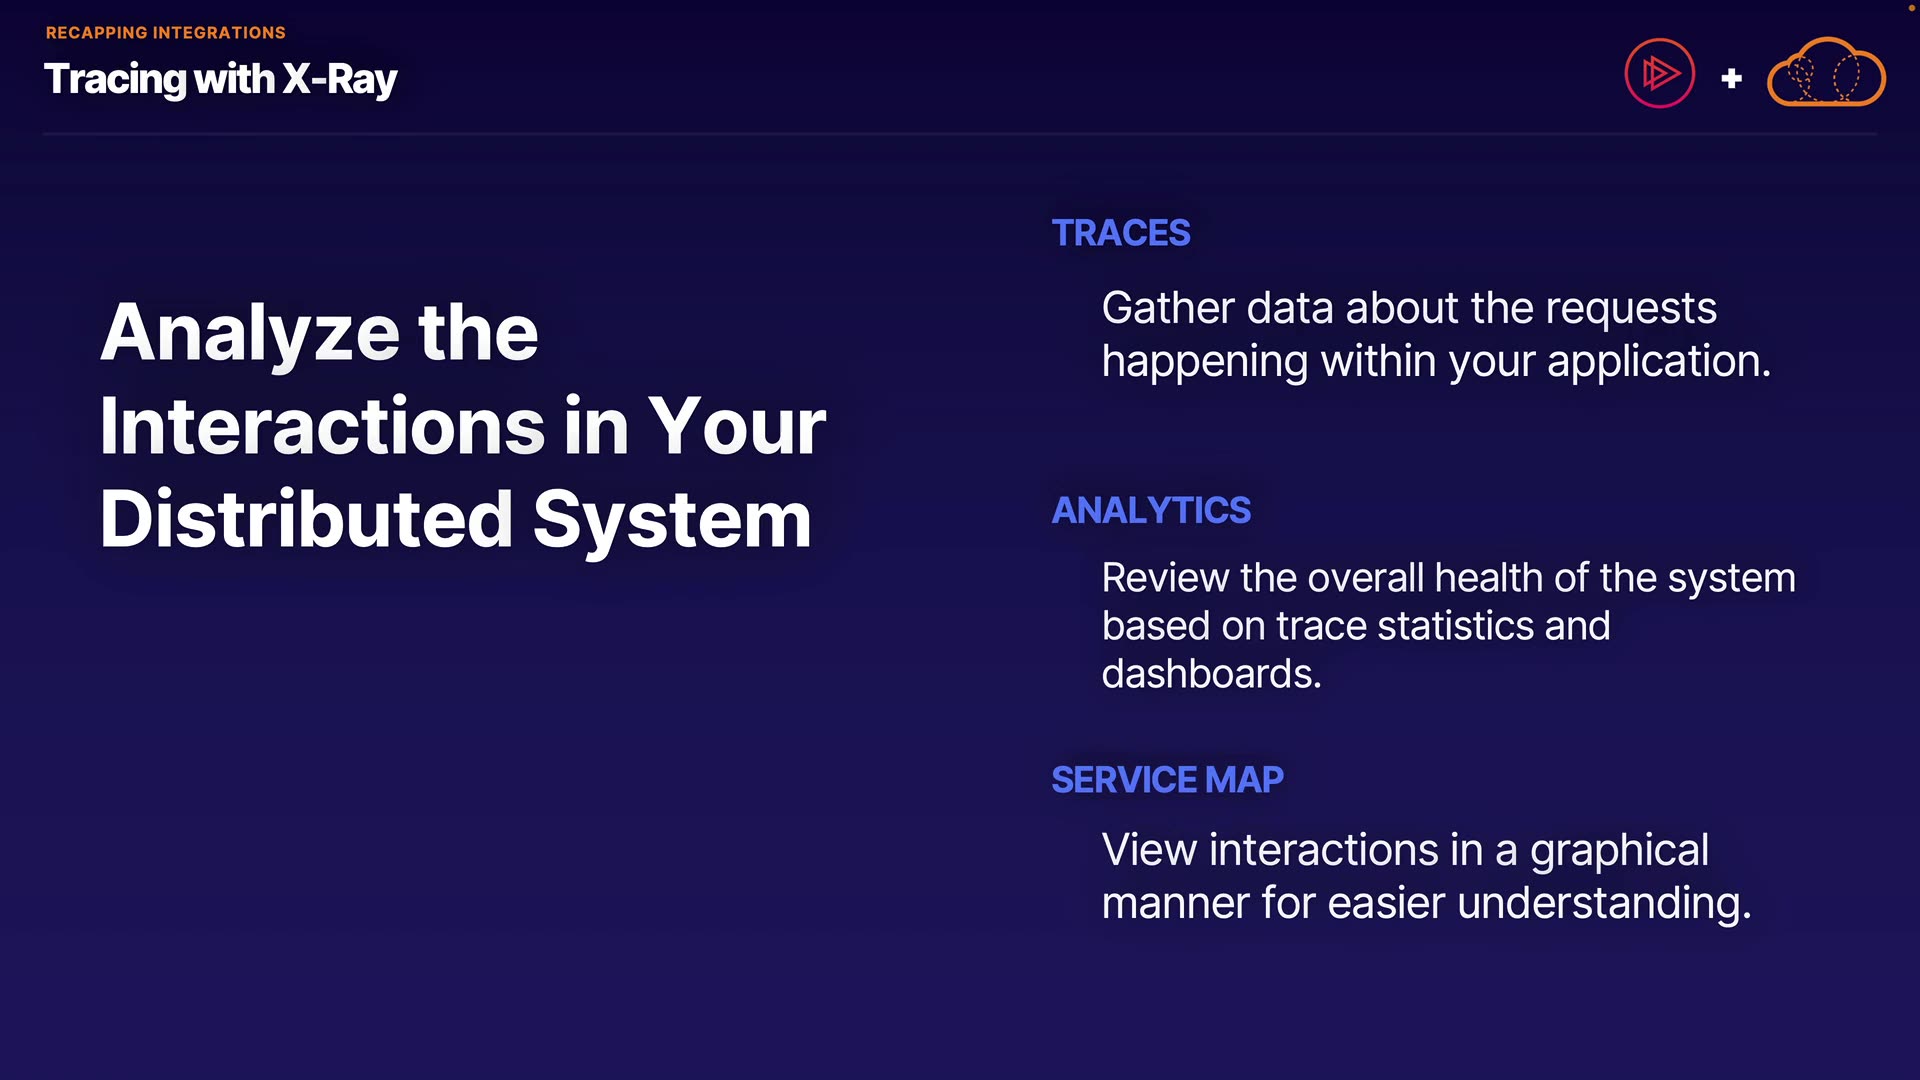 RECAPPING INTEGRATIONS
Tracing with X-Ray
+
Analyze the
Interactions in Your
Distributed System
TRACES
Gather data about the requests
happening within your application.
ANALYTICS
Review the overall health of the system
based on trace statistics and
dashboards.
SERVICE MAP
View interactions in a graphical
manner for easier understanding.